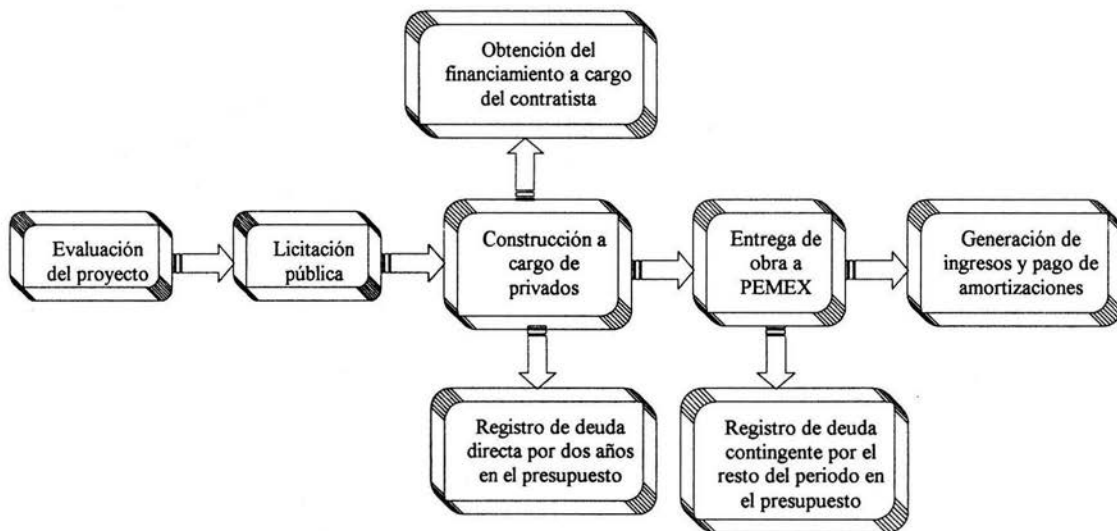 Obtención del
financiamiento a cargo
del contratista
Evaluación
del proyecto
Licitación
pública
Construcción a
cargo de
privados
Entrega de
obra a
PEMEX
Generación de
ingresos y pago de
amortizaciones
Registro de deuda
directa por dos años
en el presupuesto
Registro de deuda
contingente por el
resto del periodo en
el presupuesto